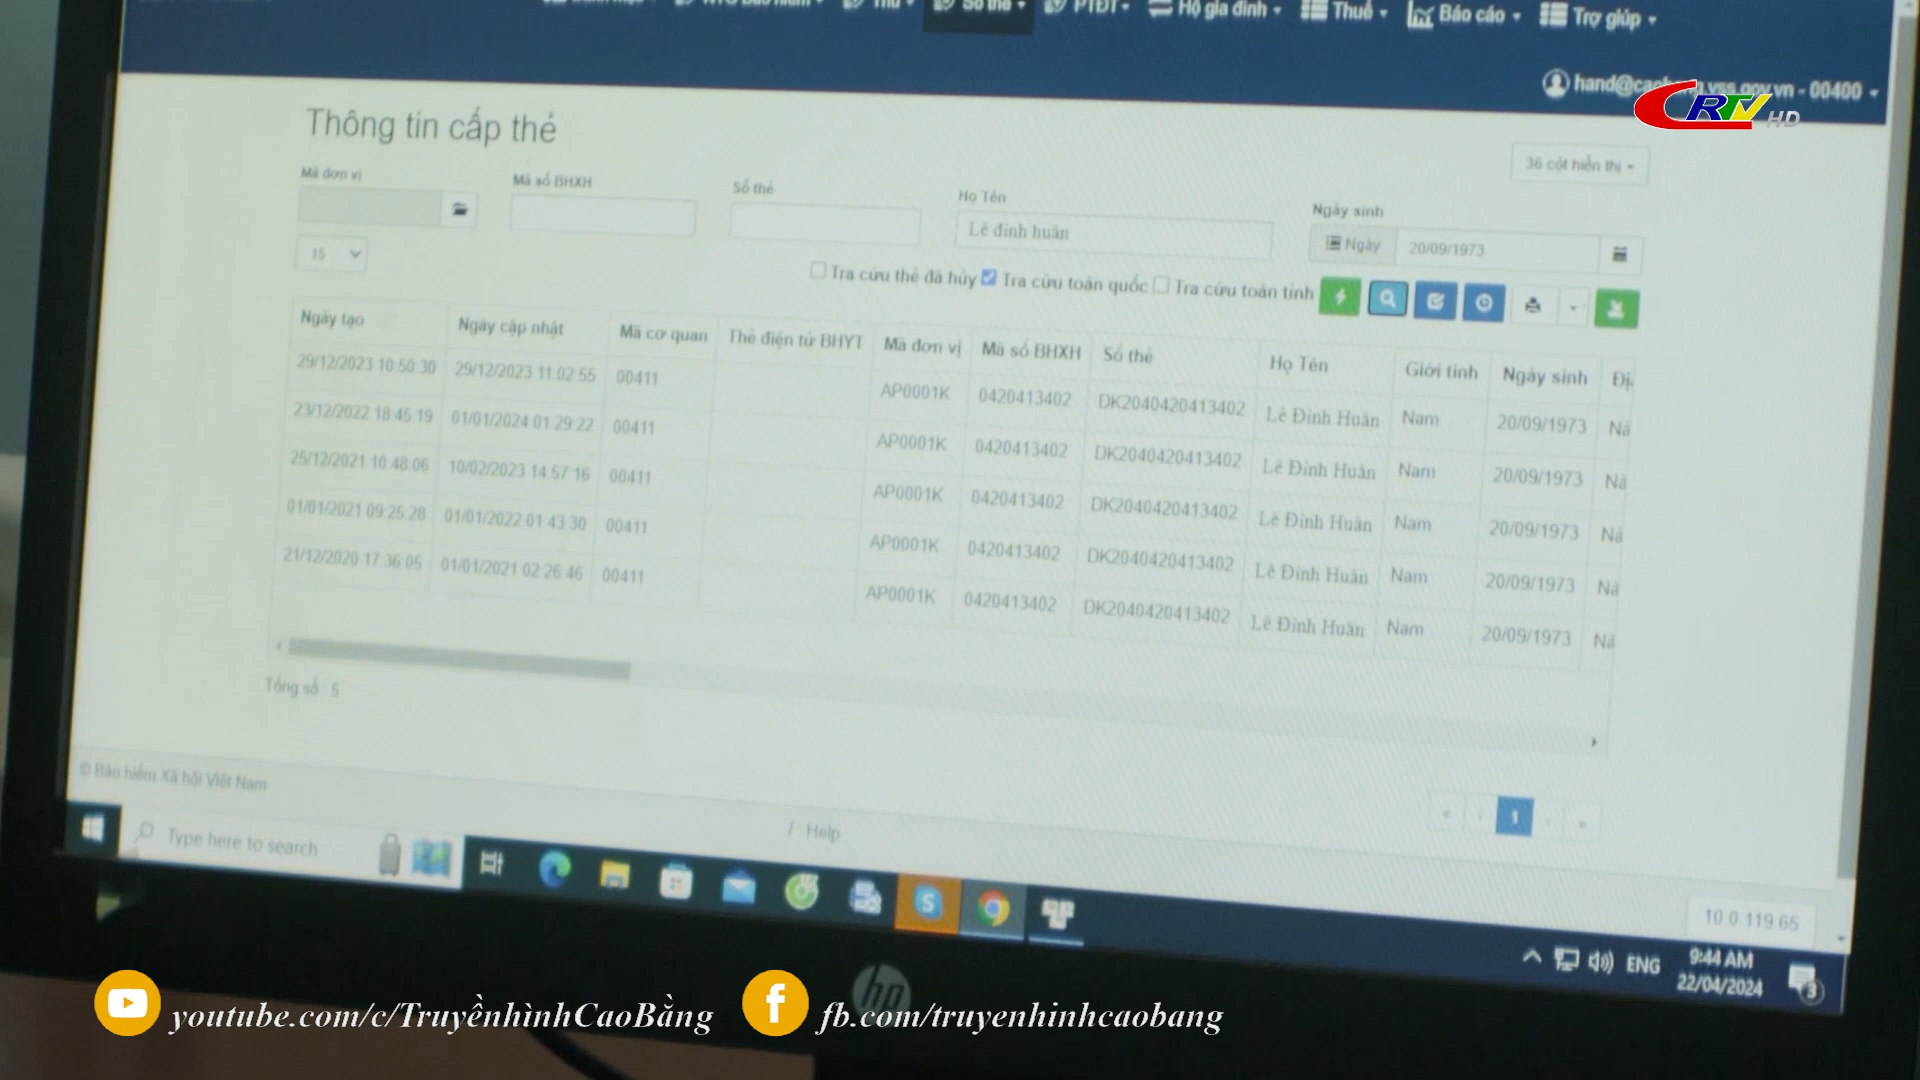 Sổ thẻ Hộ gia đình Thuế Báo cáo Trợ giúp
- 00400
CRTV HD
Thông tin cấp thẻ
36 cột hiển thị
Mã đơn vị Mã số BHXH Số thẻ Họ Tên Ngày sinh
Lê đình huân Ngày 20/09/1973
15
Tra cứu thẻ đã hủy Tra cứu toàn quốc Tra cứu toàn tỉnh
Ngày tạo Ngày cập nhật Mã cơ quan Thẻ điện tử BHYT Mã đơn vị Mã số BHXH Số thẻ Họ Tên Giới tính Ngày sinh
29/12/2023 10:50:30 29/12/2023 11:02:55 00411 AP0001K 0420413402 DK2040420413402 Lê Đình Huân Nam 20/09/1973
23/12/2022 18:45:19 01/01/2024 01:29:22 00411 AP0001K 0420413402 DK2040420413402 Lê Đình Huân Nam 20/09/1973
25/12/2021 10:48:06 10/02/2023 14:57:16 00411 AP0001K 0420413402 DK2040420413402 Lê Đình Huân Nam 20/09/1973
01/01/2021 09:25:28 01/01/2022 01:43:30 00411 AP0001K 0420413402 DK2040420413402 Lê Đình Huân Nam 20/09/1973
21/12/2020 17:36:05 01/01/2021 02:26:46 00411 AP0001K 0420413402 DK2040420413402 Lê Đình Huân Nam 20/09/1973
Tổng số : 5
1
© Bảo hiểm Xã hội Việt Nam
/ Help
10.0.119.65
Type here to search
ENG
9:44 AM
22/04/2024
3
hp
youtube.com/c/TruyềnhìnhCaoBằng
fb.com/truyenhinhcaobang